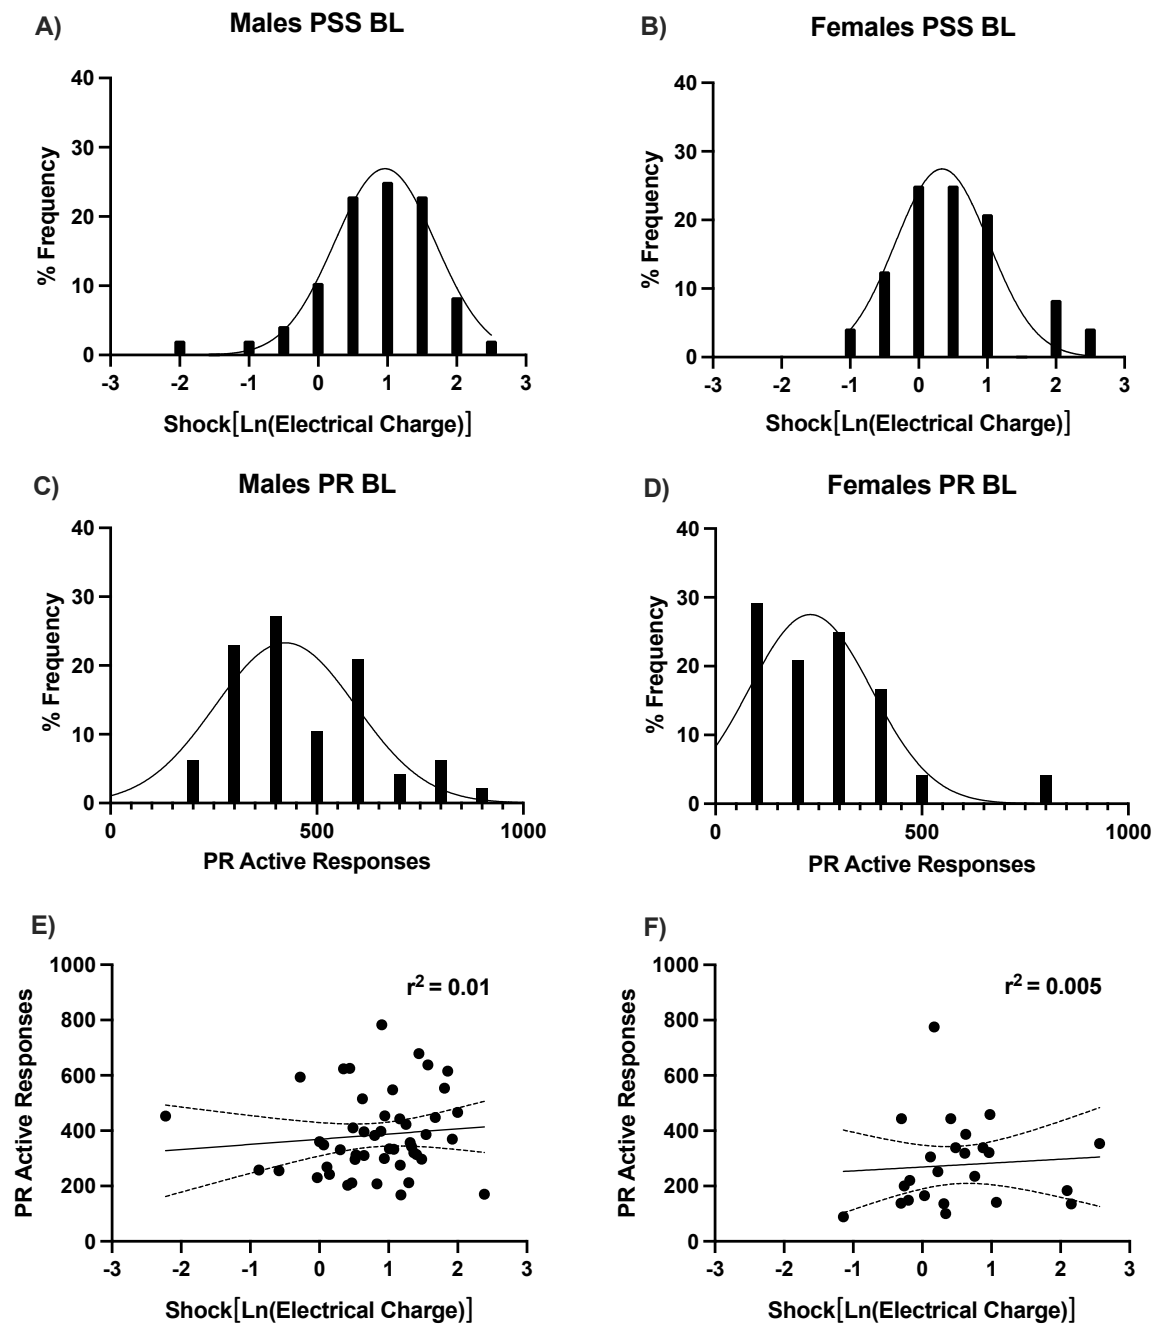 A)
Males PSS BL
40
30
20
10
0
% Frequency
-3 -2 -1 0 1 2 3
Shock[Ln(Electrical Charge)]
B)
Females PSS BL
40
30
20
10
0
% Frequency
-3 -2 -1 0 1 2 3
Shock[Ln(Electrical Charge)]
C)
Males PR BL
40
30
20
10
0
% Frequency
0 500 1000
PR Active Responses
D)
Females PR BL
40
30
20
10
0
% Frequency
0 500 1000
PR Active Responses
E)
r² = 0.01
1000
800
600
400
200
0
PR Active Responses
-3 -2 -1 0 1 2 3
Shock[Ln(Electrical Charge)]
F)
r² = 0.005
1000
800
600
400
200
0
PR Active Responses
-3 -2 -1 0 1 2 3
Shock[Ln(Electrical Charge)]